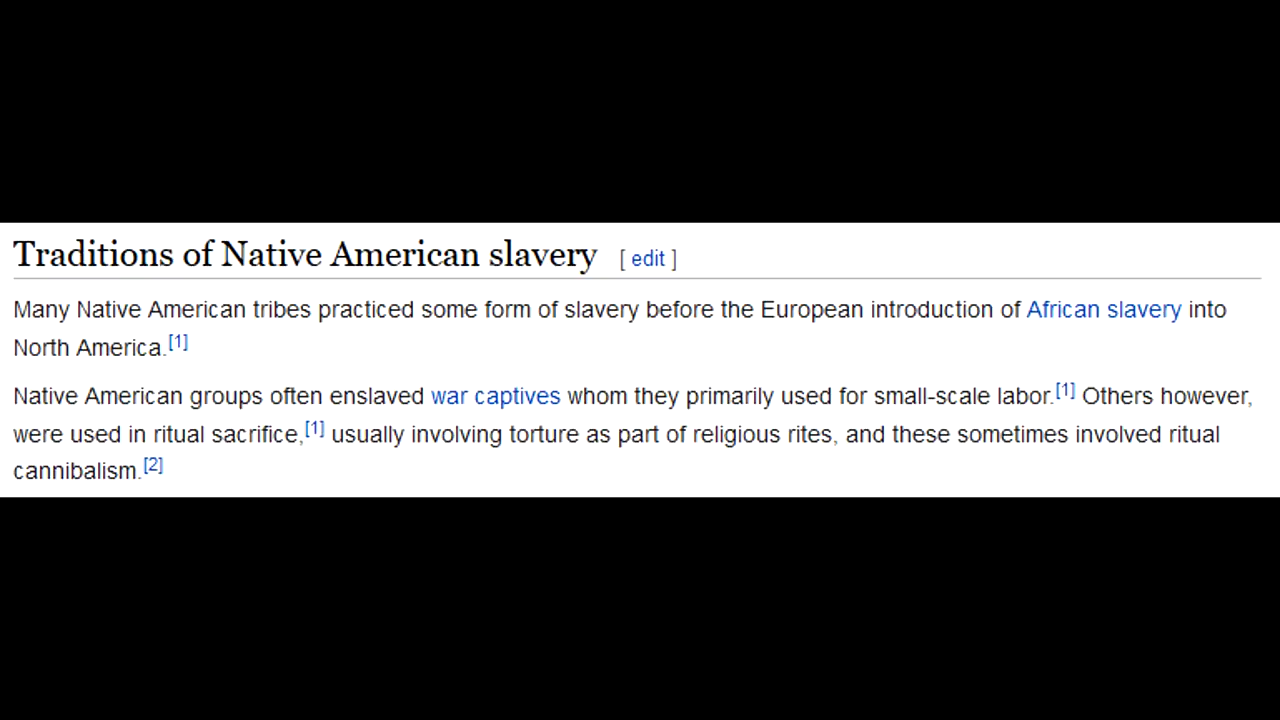 Traditions of Native American slavery [ edit ]
Many Native American tribes practiced some form of slavery before the European introduction of African slavery into
North America.[1]
Native American groups often enslaved war captives whom they primarily used for small-scale labor.[1] Others however,
were used in ritual sacrifice,[1] usually involving torture as part of religious rites, and these sometimes involved ritual
cannibalism.[2]